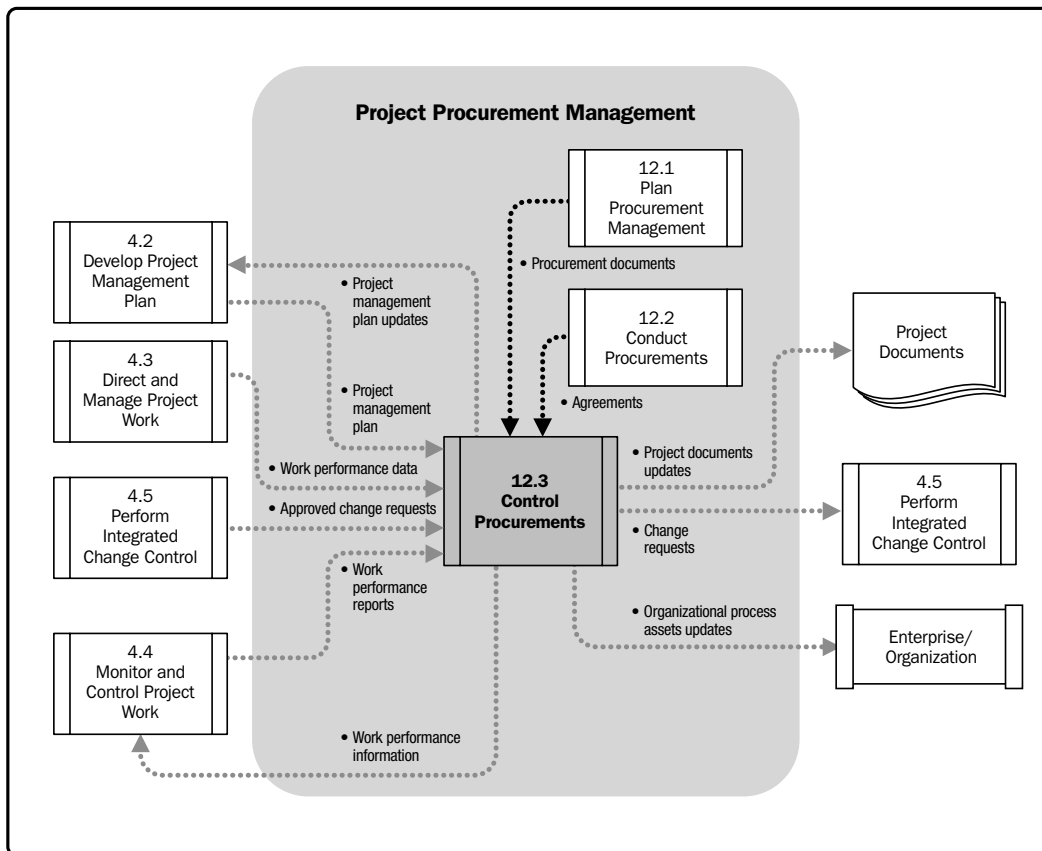 Project Procurement Management
12.1
Plan
Procurement
Management
4.2
Develop Project
Management
Plan
• Procurement documents
• Project
management
plan updates
12.2
Conduct
Procurements
Project
Documents
4.3
Direct and
Manage Project
Work
• Project
management
plan
• Agreements
• Work performance data
• Project documents
updates
12.3
Control
Procurements
4.5
Perform
Integrated
Change Control
• Approved change requests
4.5
Perform
Integrated
Change Control
• Change
requests
• Work
performance
reports
• Organizational process
assets updates
Enterprise/
Organization
4.4
Monitor and
Control Project
Work
• Work performance
information